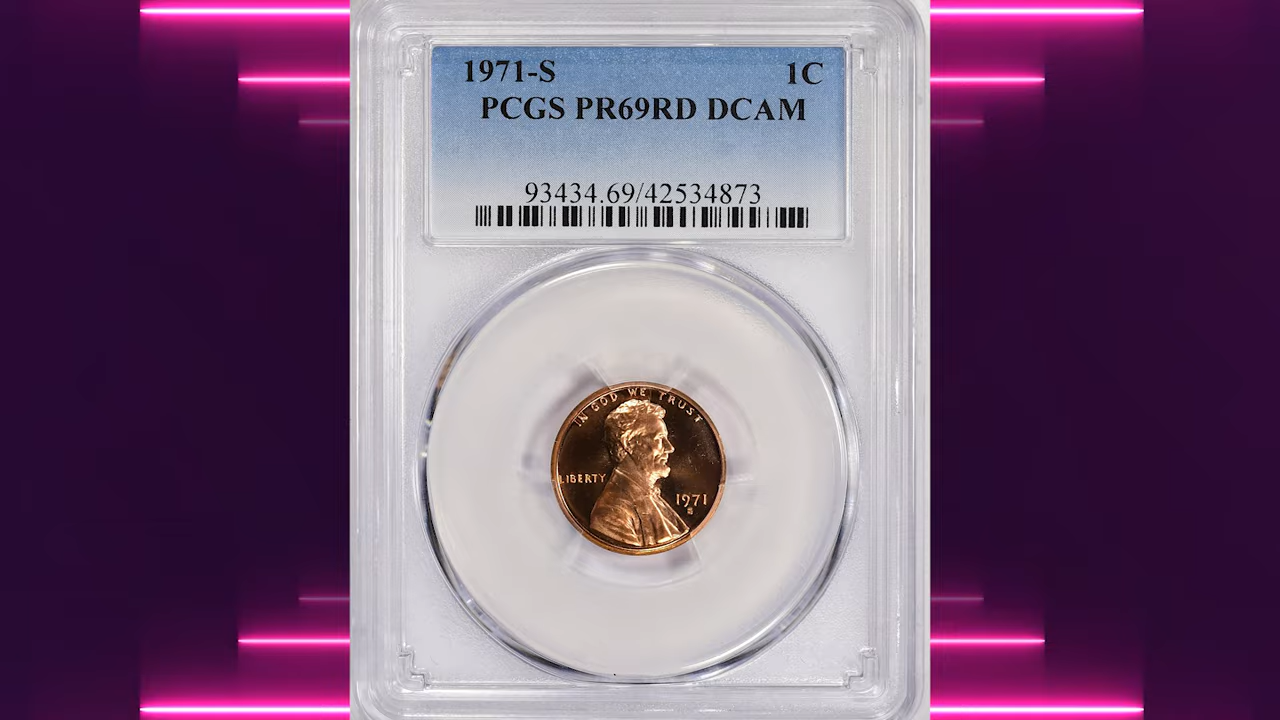 1971-S 1C
PCGS PR69RD DCAM
93434.69/42534873
IN GOD WE TRUST
LIBERTY
1971
S